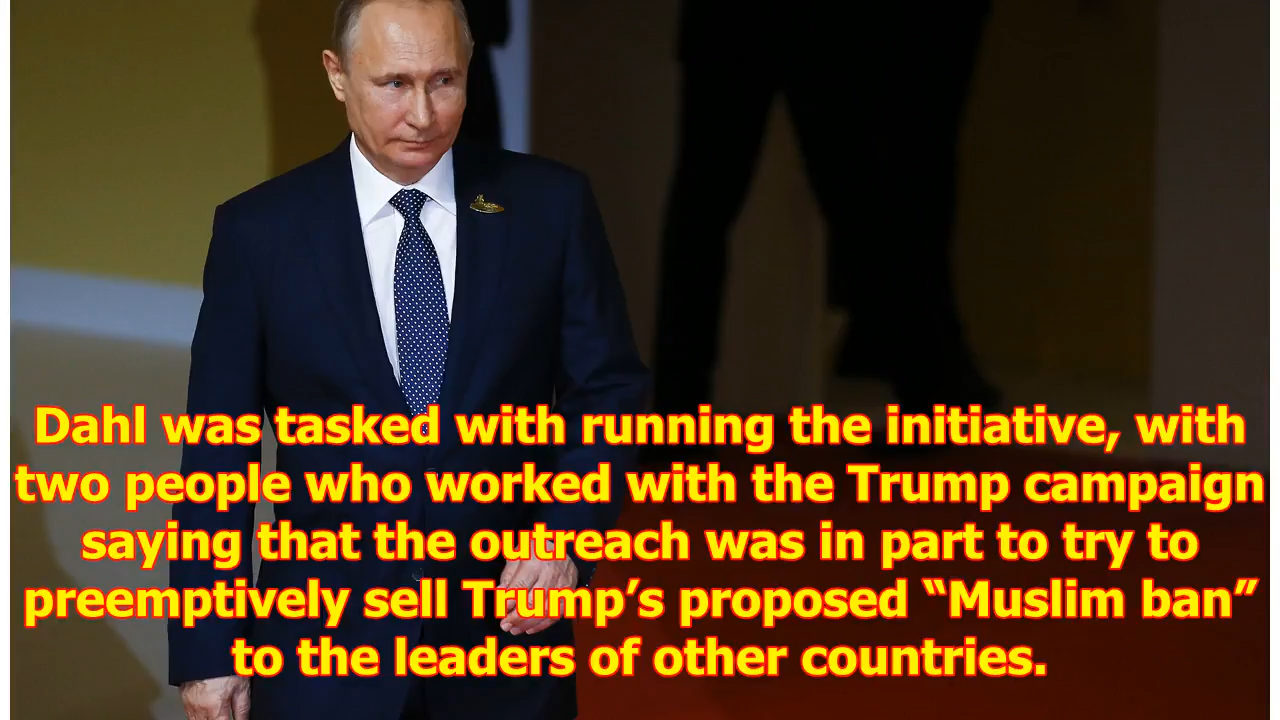 Dahl was tasked with running the initiative, with
two people who worked with the Trump campaign
saying that the outreach was in part to try to
preemptively sell Trump’s proposed “Muslim ban”
to the leaders of other countries.